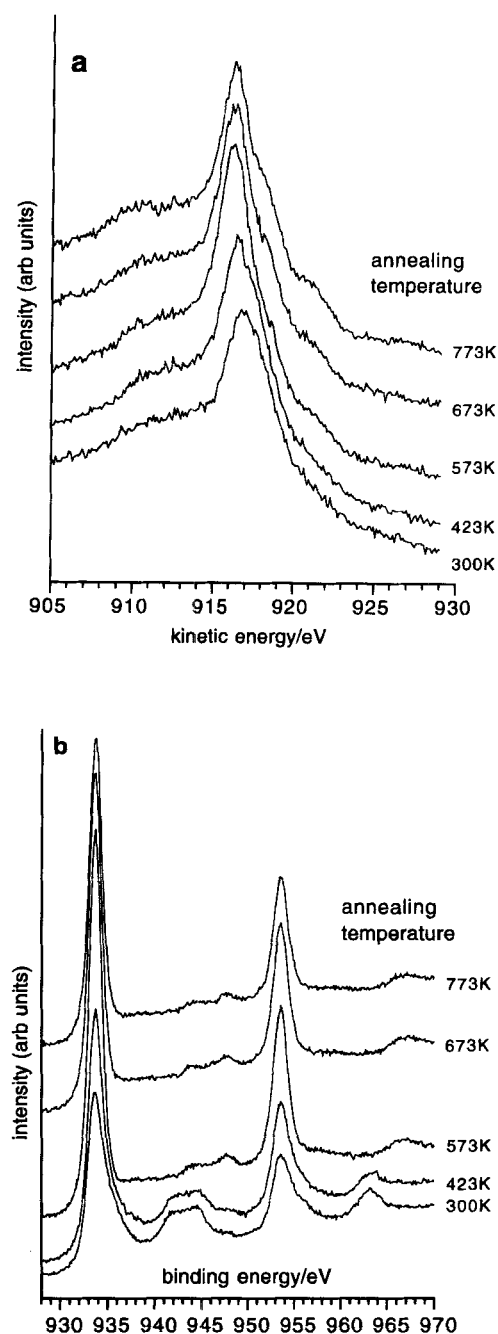 a
intensity (arb units)
annealing
temperature
773K
673K
573K
423K
300K
905 910 915 920 925 930
kinetic energy/eV
b
intensity (arb units)
annealing
temperature
773K
673K
573K
423K
300K
binding energy/eV
930 935 940 945 950 955 960 965 970